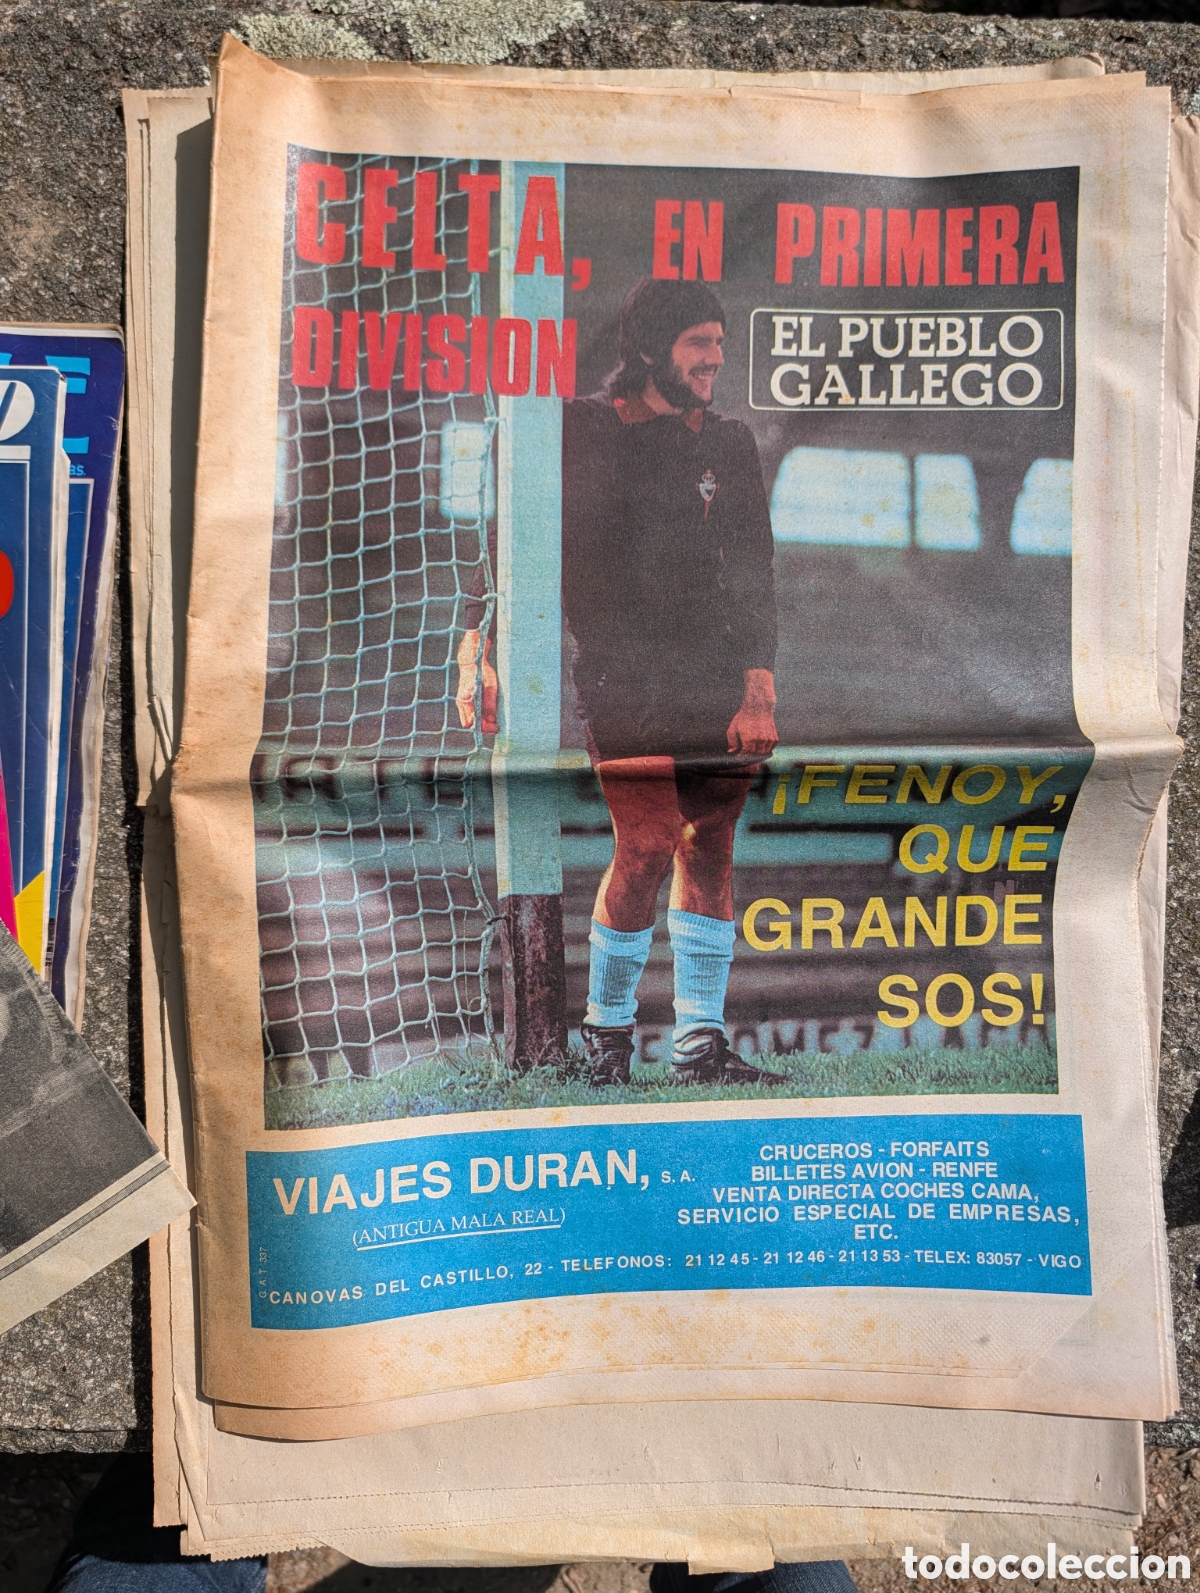 CELTA, EN PRIMERA
DIVISION
EL PUEBLO
GALLEGO
¡FENOY,
QUE
GRANDE
SOS!
VIAJES DURAN, S.A.
(ANTIGUA MALA REAL)
CRUCEROS - FORFAITS
BILLETES AVION - RENFE
VENTA DIRECTA COCHES CAMA,
SERVICIO ESPECIAL DE EMPRESAS,
ETC.
G.A.T. 337
CANOVAS DEL CASTILLO, 22 - TELEFONOS: 21 12 45 - 21 12 46 - 21 13 53 - TELEX: 83057 - VIGO
todocoleccion